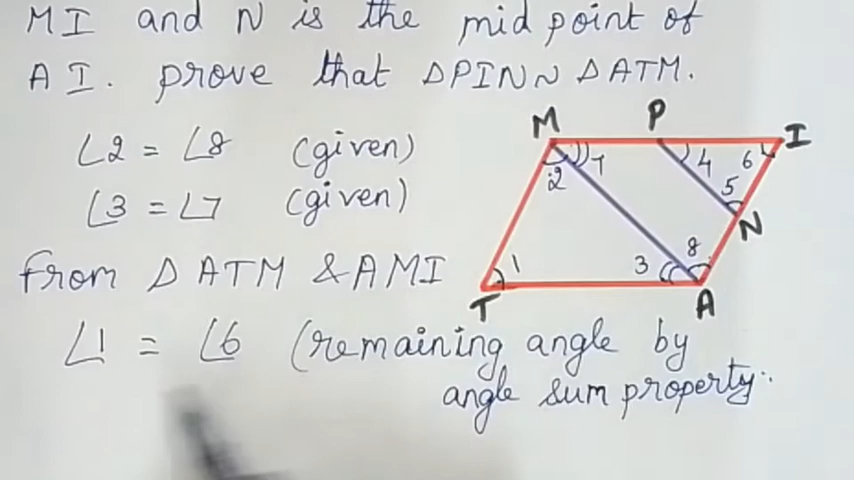 MI and N is the mid point of
AI. prove that ΔPIN ~ ΔATM.
∠2 = ∠8 (given)
∠3 = ∠7 (given)
from Δ ATM & AMI
∠1 = ∠6 (remaining angle by
angle sum property.
M P I
2 7 4 6
5
N
1 3 8
T A